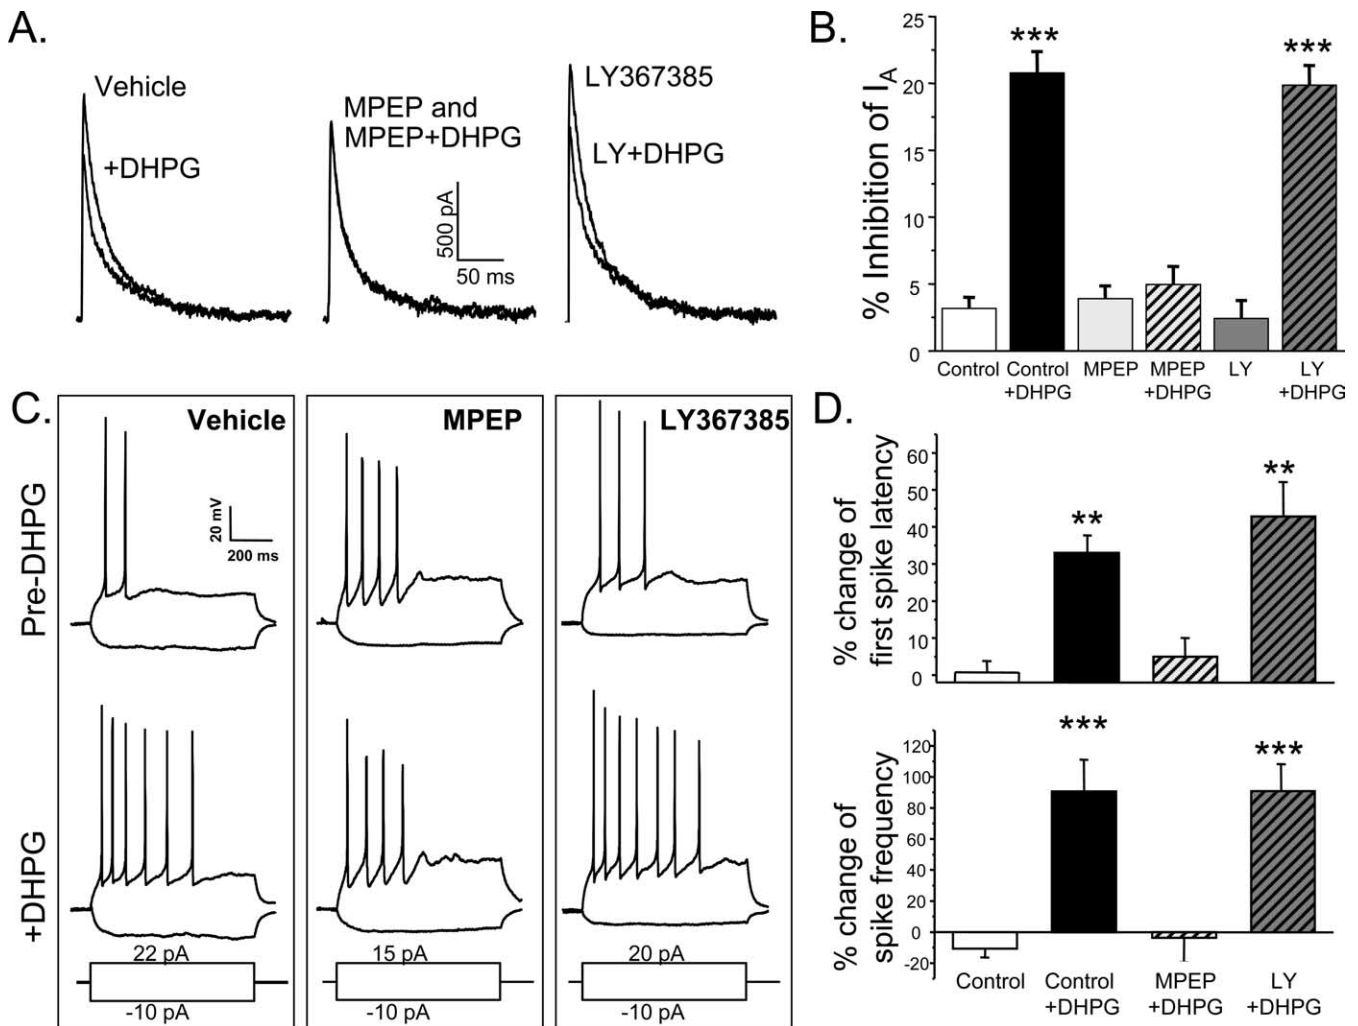 A.
Vehicle
+DHPG
MPEP and
MPEP+DHPG
500 pA
50 ms
LY367385
LY+DHPG
B.
% Inhibition of I_A
25
20
15
10
5
0
***
***
Control
Control
+DHPG
MPEP
MPEP
+DHPG
LY
LY
+DHPG
C.
Pre-DHPG
+DHPG
Vehicle
20 mV
200 ms
22 pA
-10 pA
MPEP
15 pA
-10 pA
LY367385
20 pA
-10 pA
D.
% change of
first spike latency
60
50
40
30
20
10
0
**
**
% change of
spike frequency
120
100
80
60
40
20
0
-20
***
***
Control
Control
+DHPG
MPEP
+DHPG
LY
+DHPG